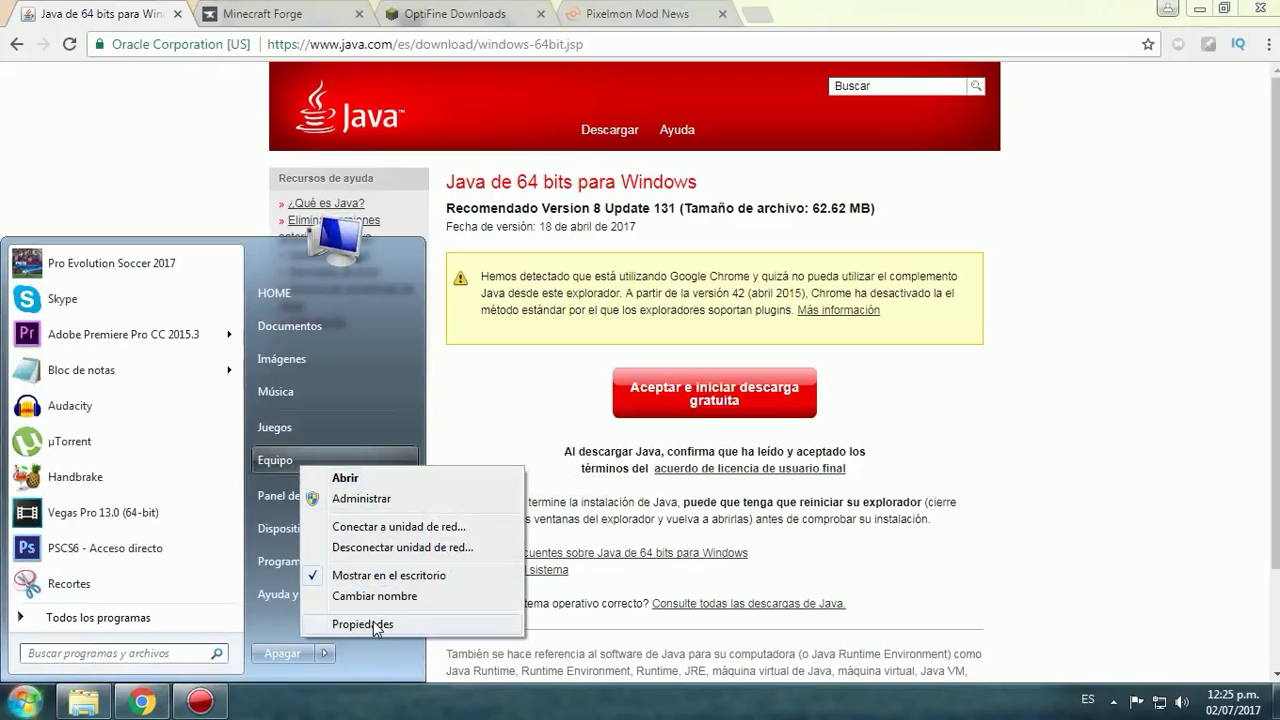 Java de 64 bits para Win
Minecraft Forge
OptiFine Downloads
Pixelmon Mod News
Oracle Corporation [US]
https://www.java.com/es/download/windows-64bit.jsp
IQ
Java™
Buscar
Descargar
Ayuda
Recursos de ayuda
» ¿Qué es Java?
Java de 64 bits para Windows
Recomendado Version 8 Update 131 (Tamaño de archivo: 62.62 MB)
Fecha de versión: 18 de abril de 2017
Hemos detectado que está utilizando Google Chrome y quizá no pueda utilizar el complemento
Java desde este explorador. A partir de la versión 42 (abril 2015), Chrome ha desactivado la el
método estándar por el que los exploradores soportan plugins. Más información
Aceptar e iniciar descarga
gratuita
Al descargar Java, confirma que ha leído y aceptado los
términos del acuerdo de licencia de usuario final
termine la instalación de Java, puede que tenga que reiniciar su explorador (cierre
ventanas del explorador y vuelva a abrirlas) antes de comprobar su instalación.
cuentes sobre Java de 64 bits para Windows
l sistema
tema operativo correcto? Consulte todas las descargas de Java.
También se hace referencia al software de Java para su computadora (o Java Runtime Environment) como
Java Runtime, Runtime Environment, Runtime, JRE, máquina virtual de Java, máquina virtual, Java VM,
Pro Evolution Soccer 2017
Skype
Adobe Premiere Pro CC 2015.3
Bloc de notas
Audacity
µTorrent
Handbrake
Vegas Pro 13.0 (64-bit)
PSCS6 - Acceso directo
Recortes
Todos los programas
Buscar programas y archivos
HOME
Documentos
Imágenes
Música
Juegos
Equipo
Panel de
Dispositi
Program
Ayuda y
Apagar
Abrir
Administrar
Conectar a unidad de red...
Desconectar unidad de red...
Mostrar en el escritorio
Cambiar nombre
Propiedades
ES
12:25 p.m.
02/07/2017